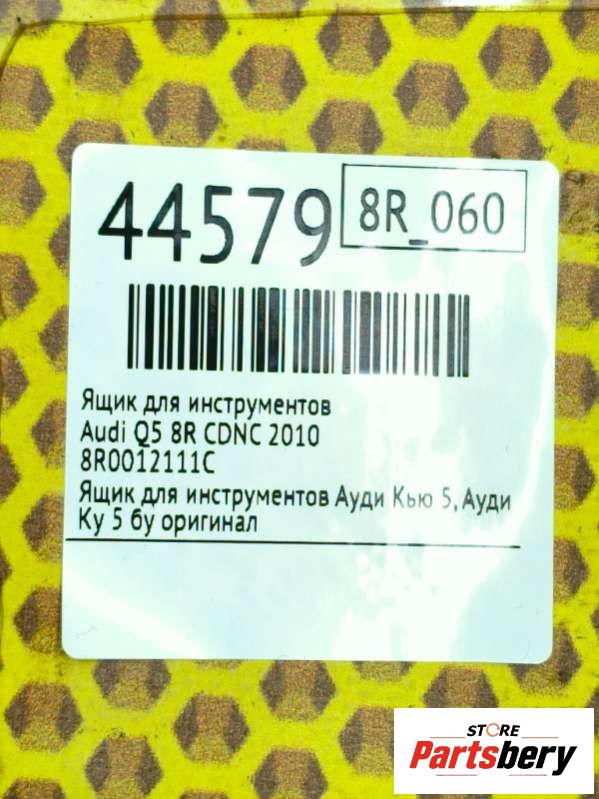 44579
8R_060
Ящик для инструментов
Audi Q5 8R CDNC 2010
8R0012111C
Ящик для инструментов Ауди Кью 5, Ауди
Ку 5 бу оригинал
STORE
Partsbery